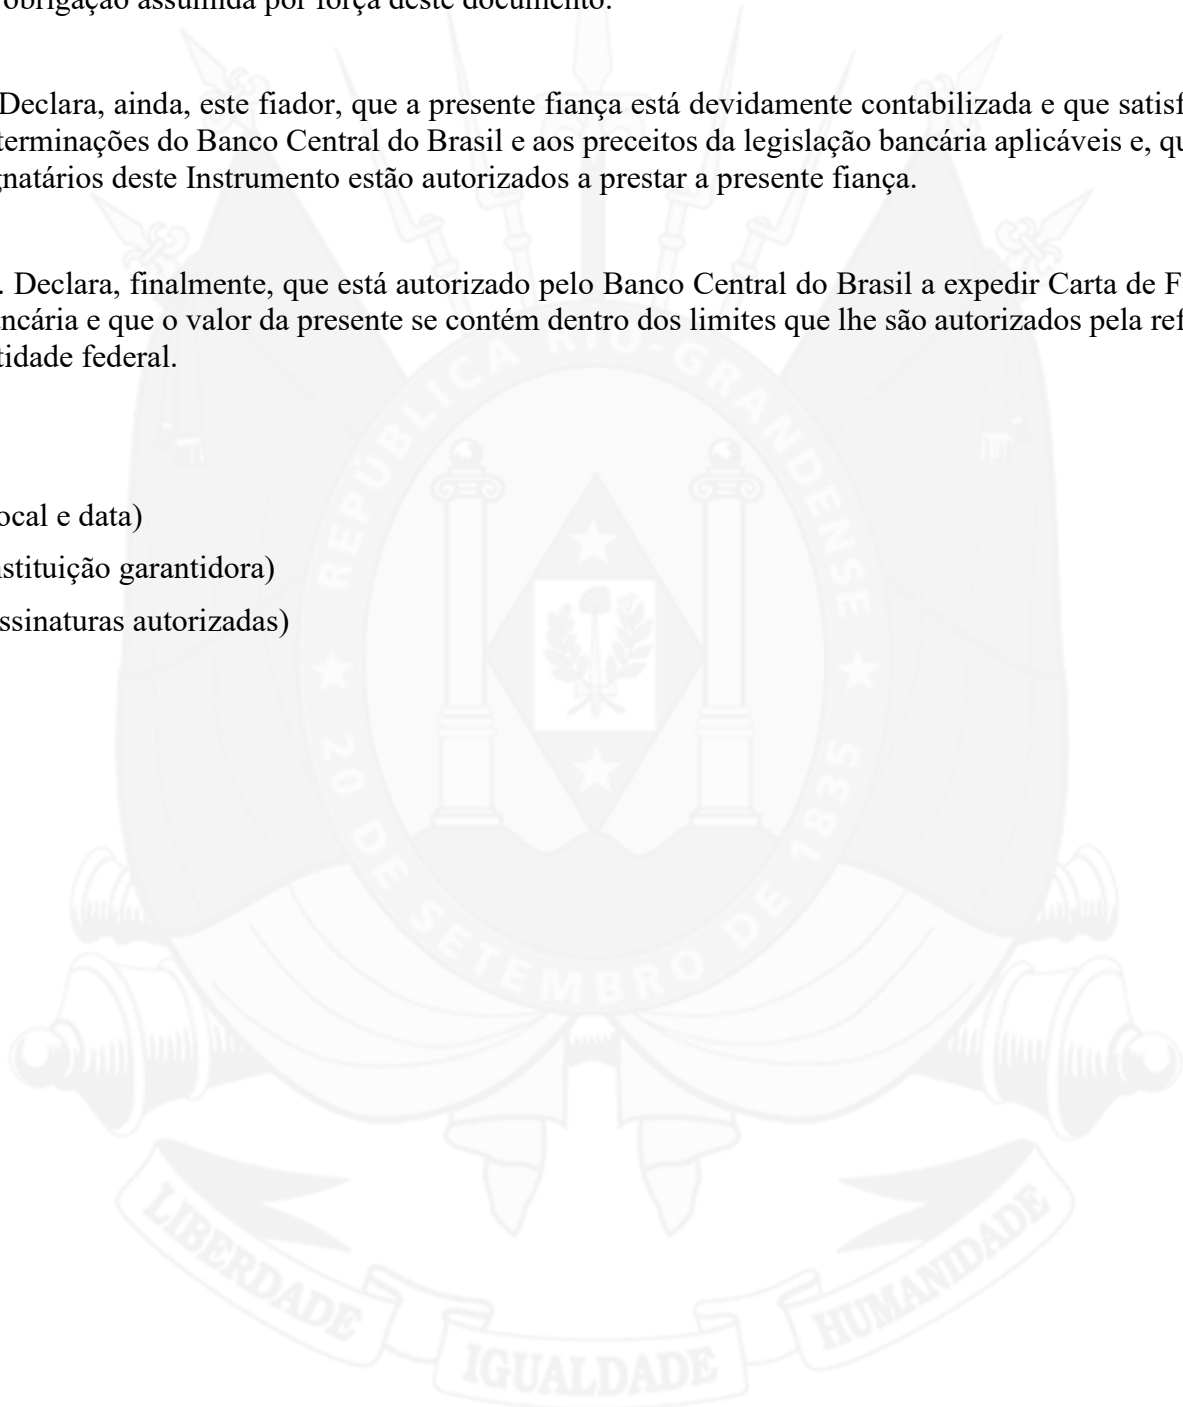 obrigação assumida por força deste documento.
Declara, ainda, este fiador, que a presente fiança está devidamente contabilizada e que satisf
terminações do Banco Central do Brasil e aos preceitos da legislação bancária aplicáveis e, qu
gnatários deste Instrumento estão autorizados a prestar a presente fiança.
. Declara, finalmente, que está autorizado pelo Banco Central do Brasil a expedir Carta de F
ncária e que o valor da presente se contém dentro dos limites que lhe são autorizados pela ref
tidade federal.
ocal e data)
nstituição garantidora)
ssinaturas autorizadas)
REPÚBLICA RIO-GRANDENSE
20 DE SETEMBRO DE 1835
LIBERDADE
IGUALDADE
HUMANIDADE